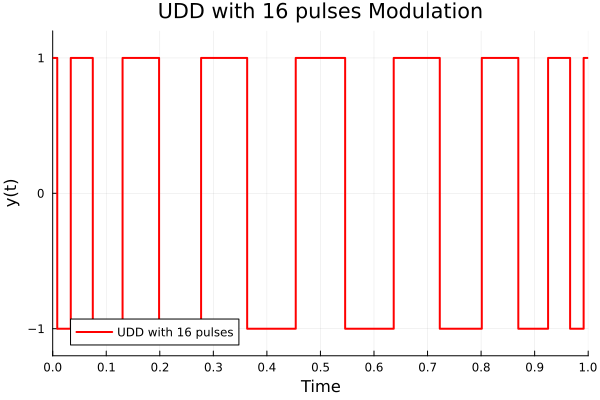 UDD with 16 pulses Modulation
y(t)
1
0
−1
UDD with 16 pulses
0.0 0.1 0.2 0.3 0.4 0.5 0.6 0.7 0.8 0.9 1.0
Time